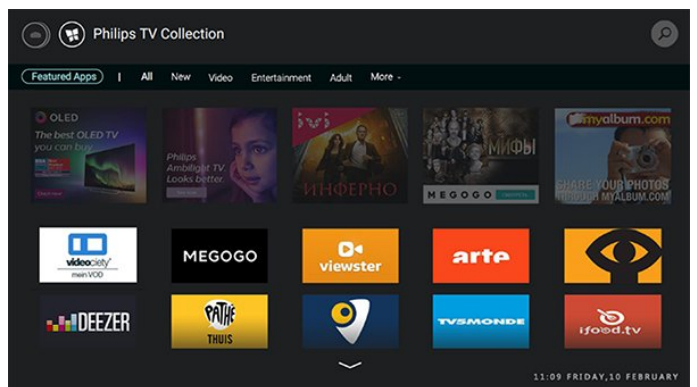 Philips TV Collection
Featured Apps | All New Video Entertainment Adult More
OLED
The best OLED TV
you can buy
Philips
Ambilight TV
Looks better.
ИНФЕРНО
МИФЫ
MEGOGO
myalbum.com
SHARE YOUR PHOTOS
THROUGH MYALBUM.COM
videociety
mein VOD
MEGOGO
viewster
arte
DEEZER
PATHÉ
THUIS
TV5MONDE
ifood.tv
11:09 FRIDAY,10 FEBRUARY